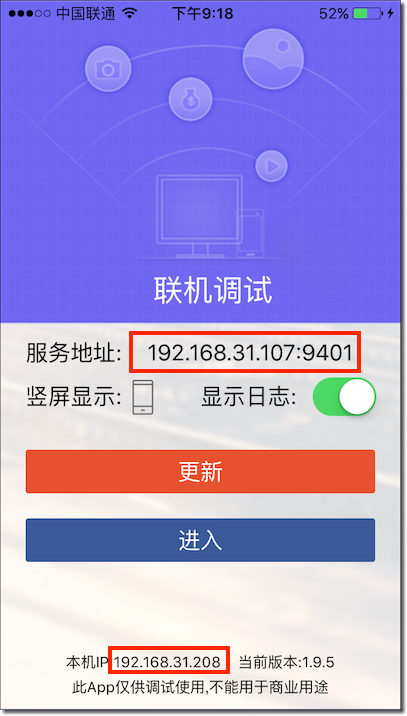 中国联通 下午9:18 52%
联机调试
服务地址: 192.168.31.107:9401
竖屏显示: 显示日志:
更新
进入
本机IP 192.168.31.208 当前版本:1.9.5
此App仅供调试使用,不能用于商业用途